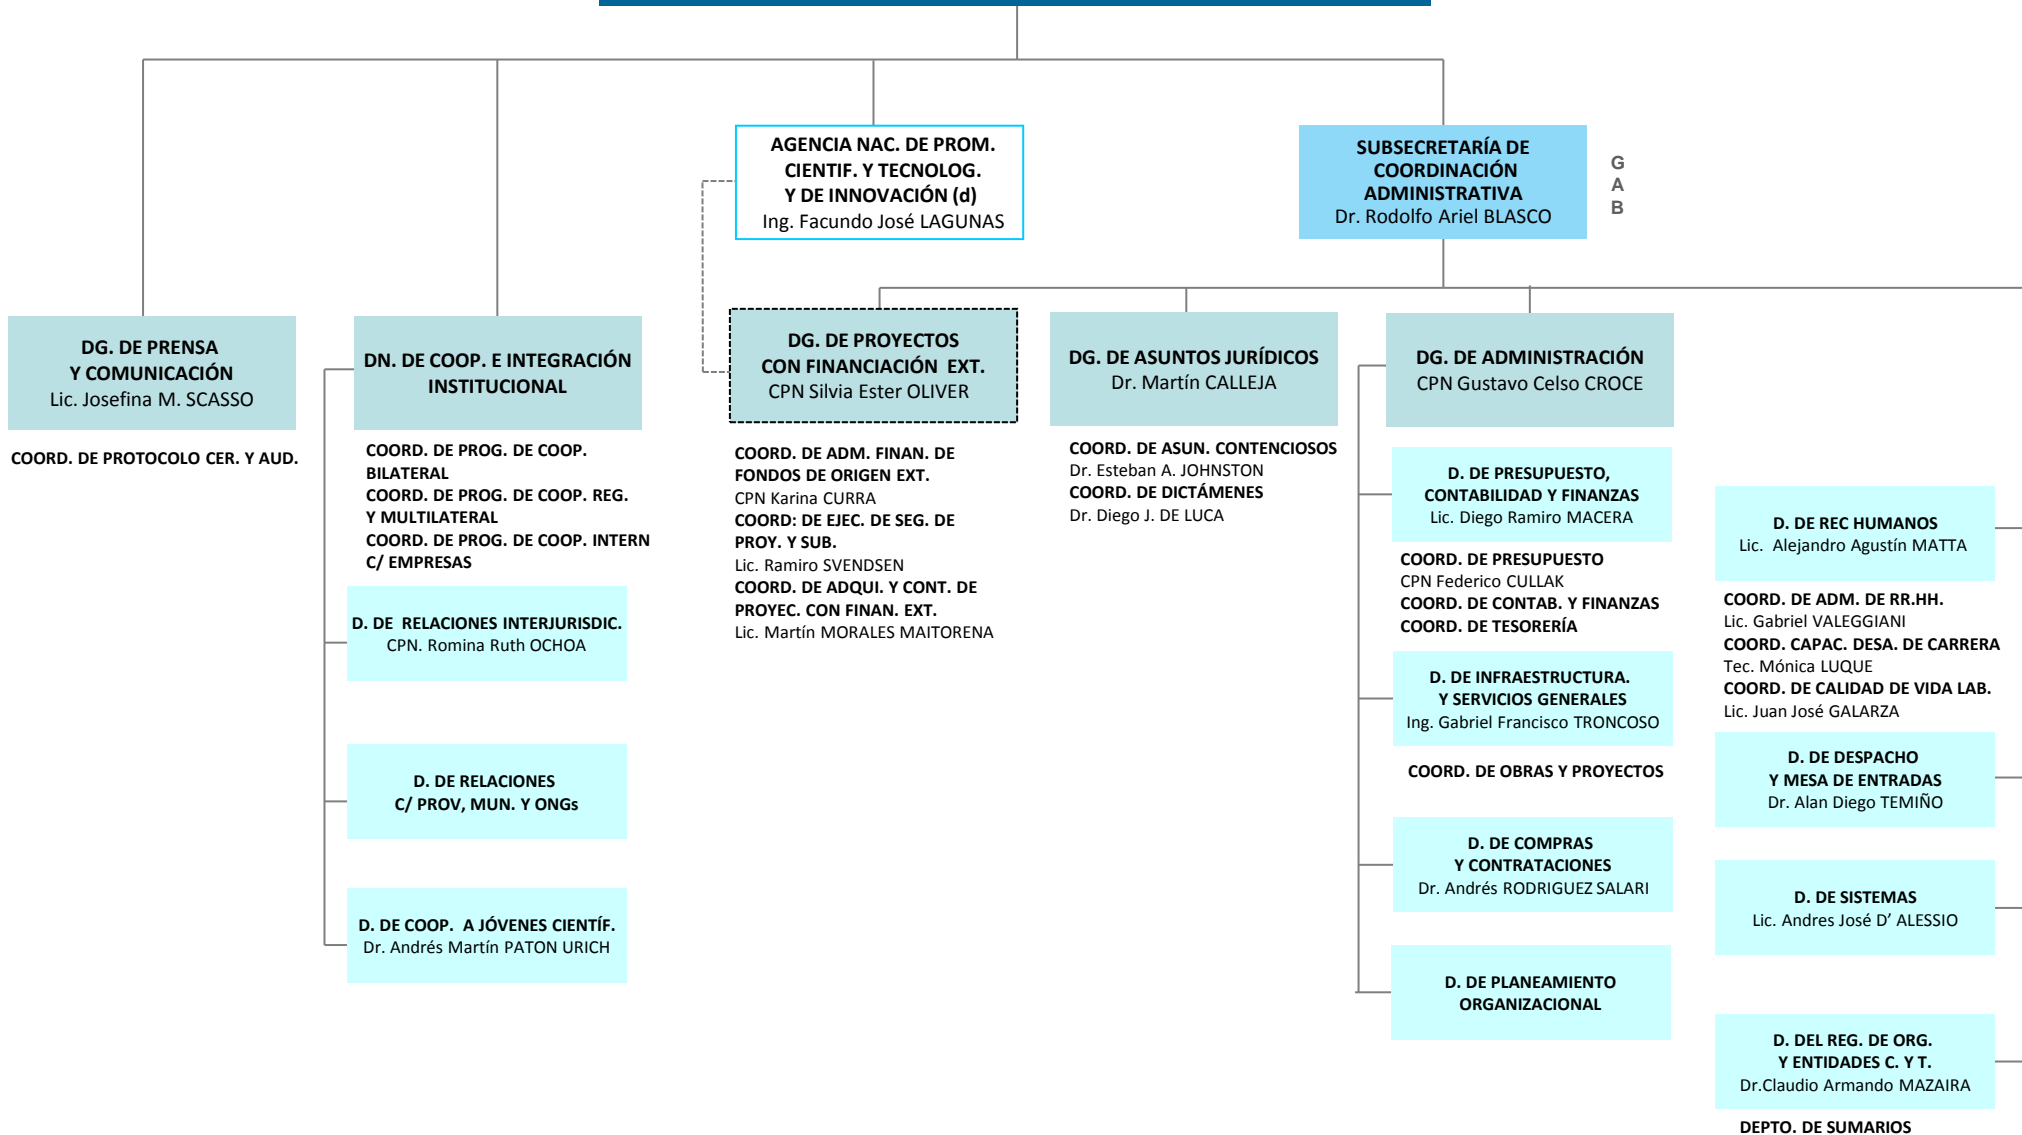 AGENCIA NAC. DE PROM.
CIENTIF. Y TECNOLOG.
Y DE INNOVACIÓN (d)
Ing. Facundo José LAGUNAS
SUBSECRETARÍA DE
COORDINACIÓN
ADMINISTRATIVA
Dr. Rodolfo Ariel BLASCO
G
A
B
DG. DE PRENSA
Y COMUNICACIÓN
Lic. Josefina M. SCASSO
COORD. DE PROTOCOLO CER. Y AUD.
DN. DE COOP. E INTEGRACIÓN
INSTITUCIONAL
COORD. DE PROG. DE COOP.
BILATERAL
COORD. DE PROG. DE COOP. REG.
Y MULTILATERAL
COORD. DE PROG. DE COOP. INTERN
C/ EMPRESAS
D. DE RELACIONES INTERJURISDIC.
CPN. Romina Ruth OCHOA
D. DE RELACIONES
C/ PROV, MUN. Y ONGs
D. DE COOP. A JÓVENES CIENTÍF.
Dr. Andrés Martín PATON URICH
DG. DE PROYECTOS
CON FINANCIACIÓN EXT.
CPN Silvia Ester OLIVER
COORD. DE ADM. FINAN. DE
FONDOS DE ORIGEN EXT.
CPN Karina CURRA
COORD: DE EJEC. DE SEG. DE
PROY. Y SUB.
Lic. Ramiro SVENDSEN
COORD. DE ADQUI. Y CONT. DE
PROYEC. CON FINAN. EXT.
Lic. Martín MORALES MAITORENA
DG. DE ASUNTOS JURÍDICOS
Dr. Martín CALLEJA
COORD. DE ASUN. CONTENCIOSOS
Dr. Esteban A. JOHNSTON
COORD. DE DICTÁMENES
Dr. Diego J. DE LUCA
DG. DE ADMINISTRACIÓN
CPN Gustavo Celso CROCE
D. DE PRESUPUESTO,
CONTABILIDAD Y FINANZAS
Lic. Diego Ramiro MACERA
COORD. DE PRESUPUESTO
CPN Federico CULLAK
COORD. DE CONTAB. Y FINANZAS
COORD. DE TESORERÍA
D. DE INFRAESTRUCTURA.
Y SERVICIOS GENERALES
Ing. Gabriel Francisco TRONCOSO
COORD. DE OBRAS Y PROYECTOS
D. DE COMPRAS
Y CONTRATACIONES
Dr. Andrés RODRIGUEZ SALARI
D. DE PLANEAMIENTO
ORGANIZACIONAL
D. DE REC HUMANOS
Lic. Alejandro Agustín MATTA
COORD. DE ADM. DE RR.HH.
Lic. Gabriel VALEGGIANI
COORD. CAPAC. DESA. DE CARRERA
Tec. Mónica LUQUE
COORD. DE CALIDAD DE VIDA LAB.
Lic. Juan José GALARZA
D. DE DESPACHO
Y MESA DE ENTRADAS
Dr. Alan Diego TEMIÑO
D. DE SISTEMAS
Lic. Andres José D' ALESSIO
D. DEL REG. DE ORG.
Y ENTIDADES C. Y T.
Dr.Claudio Armando MAZAIRA
DEPTO. DE SUMARIOS